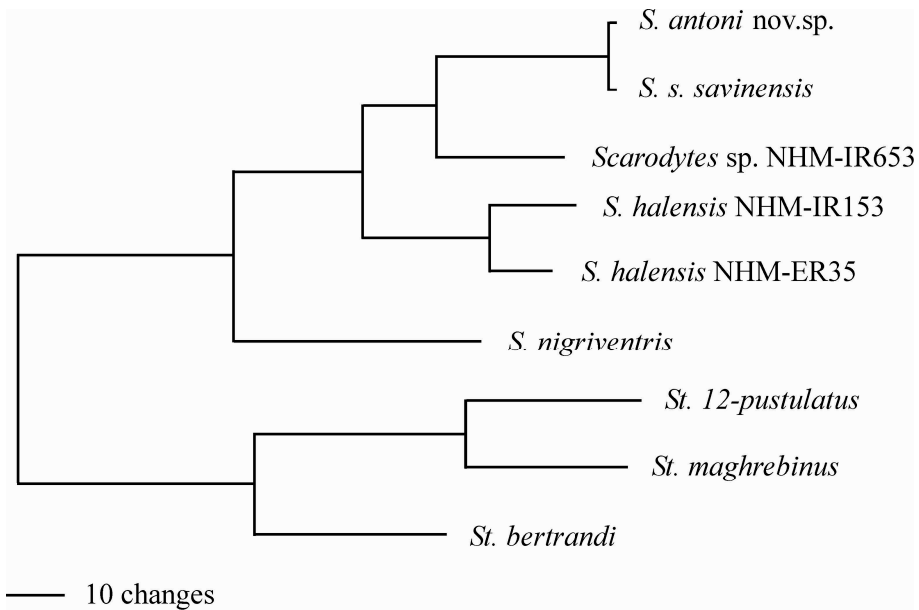 S. antoni nov.sp.
S. s. savinensis
Scarodytes sp. NHM-IR653
S. halensis NHM-IR153
S. halensis NHM-ER35
S. nigriventris
St. 12-pustulatus
St. maghrebinus
St. bertrandi
10 changes